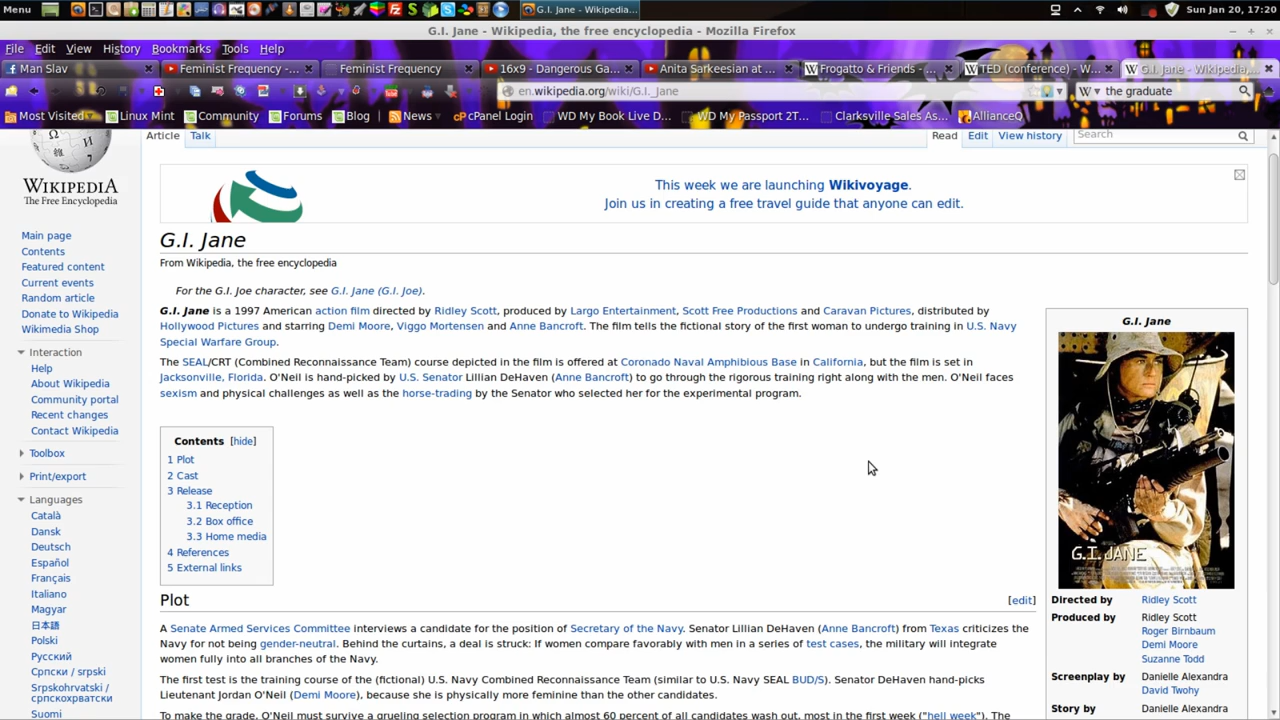 Menu
G.I. Jane - Wikipedia...
Sun Jan 20, 17:20
G.I. Jane - Wikipedia, the free encyclopedia - Mozilla Firefox
File Edit View History Bookmarks Tools Help
Man Slav
Feminist Frequency -...
Feminist Frequency
16x9 - Dangerous Ga...
Anita Sarkeesian at ...
Frogatto & Friends - ...
TED (conference) - W...
G.I. Jane - Wikipedia,...
en.wikipedia.org/wiki/G.I._Jane
the graduate
Most Visited
Linux Mint
Community
Forums
Blog
News
cPanel Login
WD My Book Live D...
WD My Passport 2T...
Clarksville Sales As...
AllianceQ
Article Talk
Read Edit View history
Search
WIKIPEDIA
The Free Encyclopedia
Main page
Contents
Featured content
Current events
Random article
Donate to Wikipedia
Wikimedia Shop
Interaction
Help
About Wikipedia
Community portal
Recent changes
Contact Wikipedia
Toolbox
Print/export
Languages
Català
Dansk
Deutsch
Español
Français
Italiano
Magyar
日本語
Polski
Русский
Српски / srpski
Srpskohrvatski /
српскохрватски
Suomi
This week we are launching Wikivoyage.
Join us in creating a free travel guide that anyone can edit.
G.I. Jane
From Wikipedia, the free encyclopedia
For the G.I. Joe character, see G.I. Jane (G.I. Joe).
G.I. Jane is a 1997 American action film directed by Ridley Scott, produced by Largo Entertainment, Scott Free Productions and Caravan Pictures, distributed by
Hollywood Pictures and starring Demi Moore, Viggo Mortensen and Anne Bancroft. The film tells the fictional story of the first woman to undergo training in U.S. Navy
Special Warfare Group.
The SEAL/CRT (Combined Reconnaissance Team) course depicted in the film is offered at Coronado Naval Amphibious Base in California, but the film is set in
Jacksonville, Florida. O'Neil is hand-picked by U.S. Senator Lillian DeHaven (Anne Bancroft) to go through the rigorous training right along with the men. O'Neil faces
sexism and physical challenges as well as the horse-trading by the Senator who selected her for the experimental program.
Contents [hide]
1 Plot
2 Cast
3 Release
3.1 Reception
3.2 Box office
3.3 Home media
4 References
5 External links
Plot
[edit]
A Senate Armed Services Committee interviews a candidate for the position of Secretary of the Navy. Senator Lillian DeHaven (Anne Bancroft) from Texas criticizes the
Navy for not being gender-neutral. Behind the curtains, a deal is struck: If women compare favorably with men in a series of test cases, the military will integrate
women fully into all branches of the Navy.
The first test is the training course of the (fictional) U.S. Navy Combined Reconnaissance Team (similar to U.S. Navy SEAL BUD/S). Senator DeHaven hand-picks
Lieutenant Jordan O'Neil (Demi Moore), because she is physically more feminine than the other candidates.
To make the grade, O'Neil must survive a grueling selection program in which almost 60 percent of all candidates wash out, most in the first week ("hell week"). The
G.I. Jane
G.I. JANE
Directed by Ridley Scott
Produced by Ridley Scott
Roger Birnbaum
Demi Moore
Suzanne Todd
Screenplay by Danielle Alexandra
David Twohy
Story by Danielle Alexandra